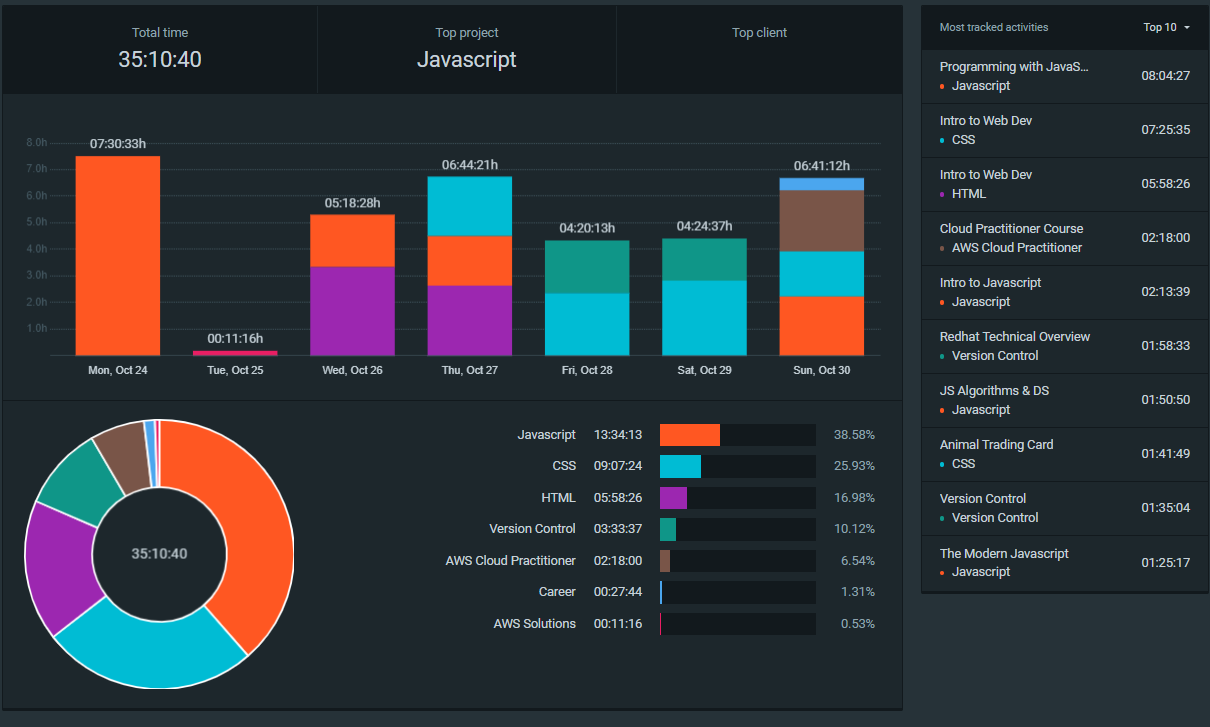 Total time
35:10:40
Top project
Javascript
Top client
8.0h
7.0h
6.0h
5.0h
4.0h
3.0h
2.0h
1.0h
07:30:33h
00:11:16h
05:18:28h
06:44:21h
04:20:13h
04:24:37h
06:41:12h
Mon, Oct 24
Tue, Oct 25
Wed, Oct 26
Thu, Oct 27
Fri, Oct 28
Sat, Oct 29
Sun, Oct 30
35:10:40
Javascript 13:34:13 38.58%
CSS 09:07:24 25.93%
HTML 05:58:26 16.98%
Version Control 03:33:37 10.12%
AWS Cloud Practitioner 02:18:00 6.54%
Career 00:27:44 1.31%
AWS Solutions 00:11:16 0.53%
Most tracked activities Top 10
Programming with JavaS... 08:04:27
Javascript
Intro to Web Dev 07:25:35
CSS
Intro to Web Dev 05:58:26
HTML
Cloud Practitioner Course 02:18:00
AWS Cloud Practitioner
Intro to Javascript 02:13:39
Javascript
Redhat Technical Overview 01:58:33
Version Control
JS Algorithms & DS 01:50:50
Javascript
Animal Trading Card 01:41:49
CSS
Version Control 01:35:04
Version Control
The Modern Javascript 01:25:17
Javascript